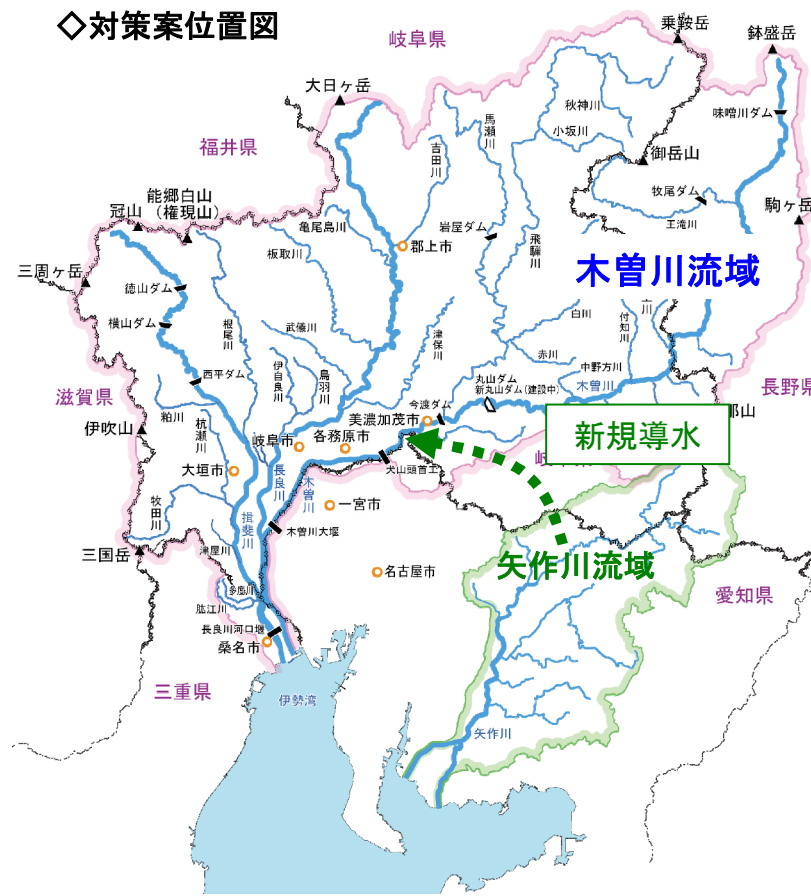 ◇対策案位置図
岐阜県
乗鞍岳
鉢盛岳
大日ヶ岳
秋神川
味噌川ダム
馬瀬川
小坂川
福井県
吉田川
御岳山
能郷白山
(権現山)
冠山
牧尾ダム
駒ヶ岳
王滝川
亀尾島川
岩屋ダム
飛騨川
郡上市
板取川
三周ヶ岳
木曽川流域
徳山ダム
横山ダム
根尾川
武儀川
津保川
白川
付知川
川
伊自良川
鳥羽川
赤川
中野方川
西平ダム
丸山ダム
新丸山ダム(建設中)
木曽川
滋賀県
長野県
粕川
杭瀬川
今渡ダム
美濃加茂市
那山
伊吹山
岐阜市
各務原市
新規導水
大垣市
長良川
木曽川
犬山頭首工
岐
牧田川
一宮市
揖斐川
木曽川大堰
三国岳
津屋川
名古屋市
矢作川流域
多度川
愛知県
肱江川
長良川河口堰
桑名市
三重県
伊勢湾
矢作川